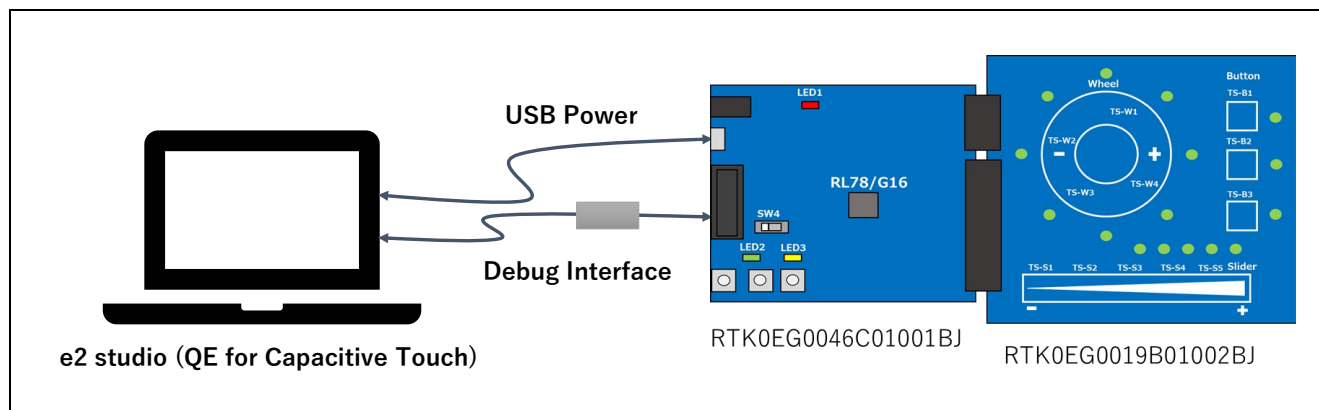 USB Power
Debug Interface
e2 studio (QE for Capacitive Touch)
LED1
RL78/G16
SW4
LED2
LED3
RTK0EG0046C01001BJ
Wheel
TS-W1
TS-W2
-
+
TS-W3
TS-W4
Button
TS-B1
TS-B2
TS-B3
TS-S1 TS-S2 TS-S3 TS-S4 TS-S5 Slider
- +
RTK0EG0019B01002BJ